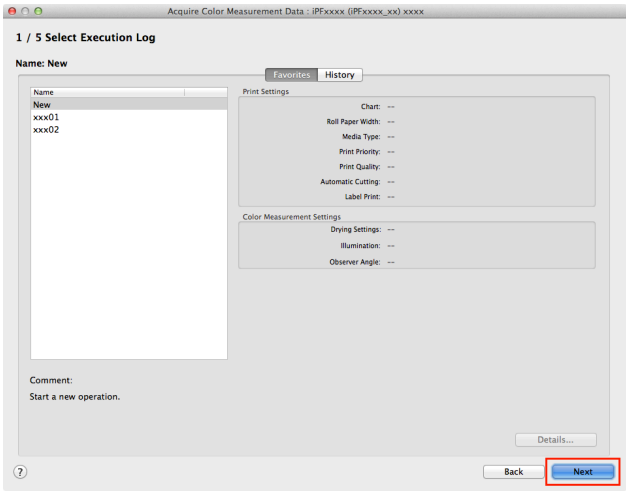 Acquire Color Measurement Data : iPFxxxx (iPFxxxx_xx) xxxx
1 / 5 Select Execution Log
Name: New
Favorites History
Name
New
xxx01
xxx02
Print Settings
Chart: --
Roll Paper Width: --
Media Type: --
Print Priority: --
Print Quality: --
Automatic Cutting: --
Label Print: --
Color Measurement Settings
Drying Settings: --
Illumination: --
Observer Angle: --
Comment:
Start a new operation.
Details...
? Back Next